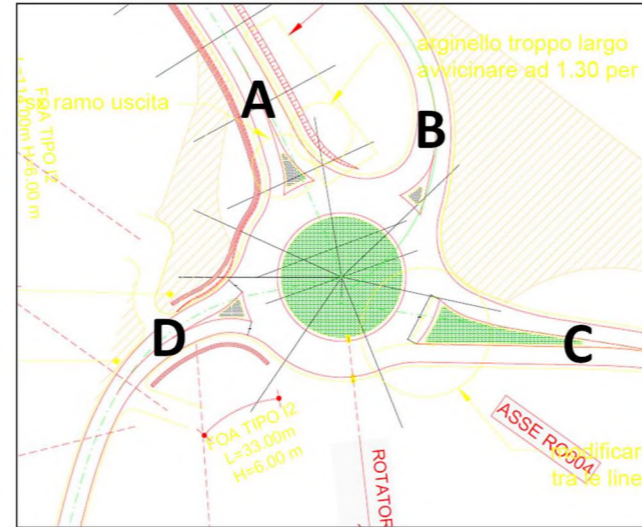 arginello troppo largo
avvicinare ad 1.30 per
A
ramo uscita
B
FOA TIPO I2
H=6.00 m
D
C
FOA TIPO I2
L=33.00m
H=6.00 m
ASSE RO004
modificar
tra le line
ROTATOR